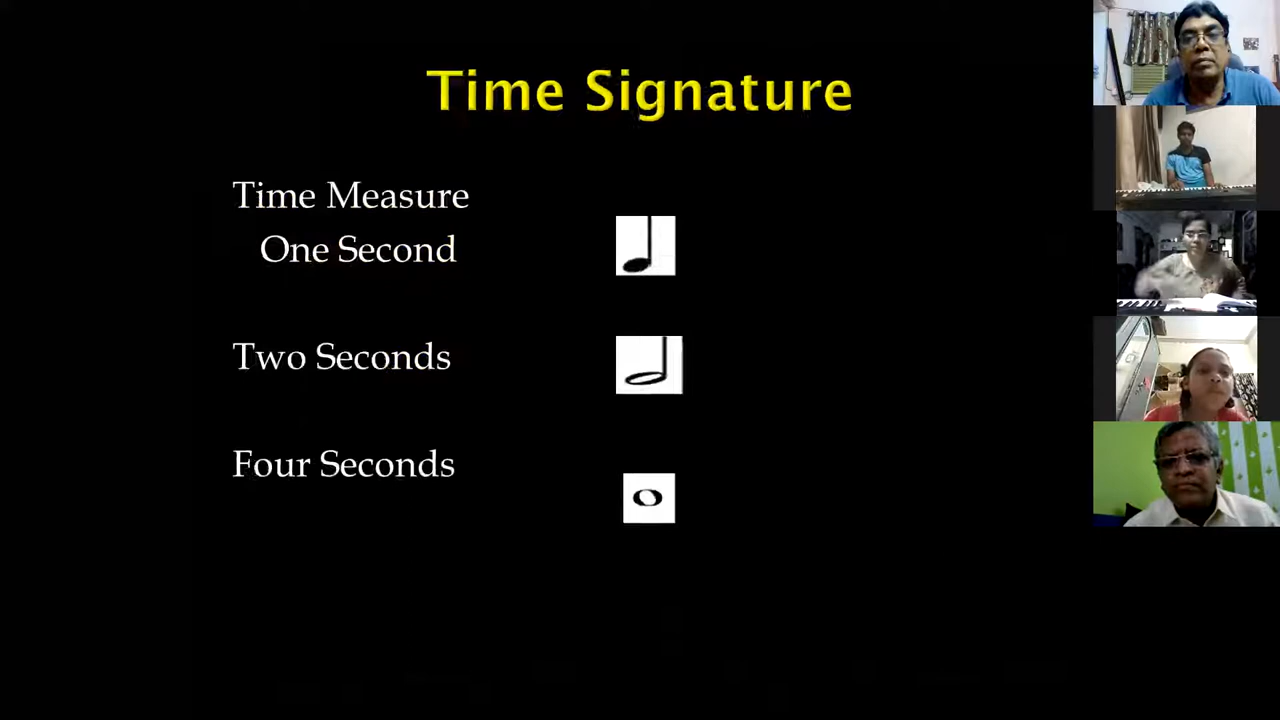 Time Signature
Time Measure
One Second
Two Seconds
Four Seconds